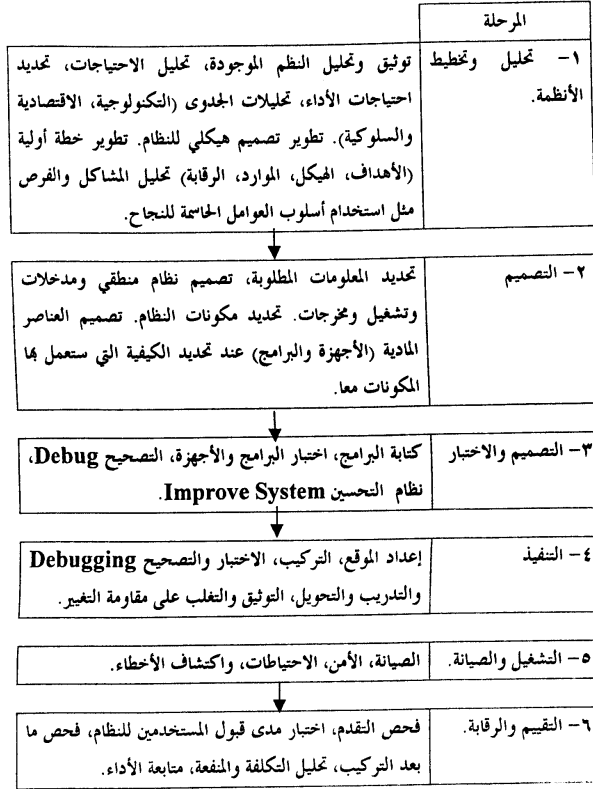 المرحلة
١- تحليل وتخطيط الأنظمة.
توثيق وتحليل النظم الموجودة، تحليل الاحتياجات، تحديد
احتياجات الأداء، تحليلات الجدوى (التكنولوجية، الاقتصادية
والسلوكية). تطوير تصميم هيكلي للنظام. تطوير خطة أولية
(الأهداف، الهيكل، الموارد، الرقابة) تحليل المشاكل والفرص
مثل استخدام أسلوب العوامل الحاسمة للنجاح.
٢- التصميم
تحديد المعلومات المطلوبة، تصميم نظام منطقي ومدخلات
وتشغيل ومخرجات. تحديد مكونات النظام. تصميم العناصر
المادية (الأجهزة والبرامج) عند تحديد الكيفية التي ستعمل بها
المكونات معا.
٣- التصميم والاختبار
كتابة البرامج، اختبار البرامج والأجهزة، التصحيح Debug،
نظام التحسين Improve System.
٤- التنفيذ
إعداد الموقع، التركيب، الاختبار والتصحيح Debugging
والتدريب والتحويل، التوثيق والتغلب على مقاومة التغيير.
٥- التشغيل والصيانة.
الصيانة، الأمن، الاحتياطات، واكتشاف الأخطاء.
٦- التقييم والرقابة.
فحص التقدم، اختبار مدى قبول المستخدمين للنظام، فحص ما
بعد التركيب، تحليل التكلفة والمنفعة، متابعة الأداء.